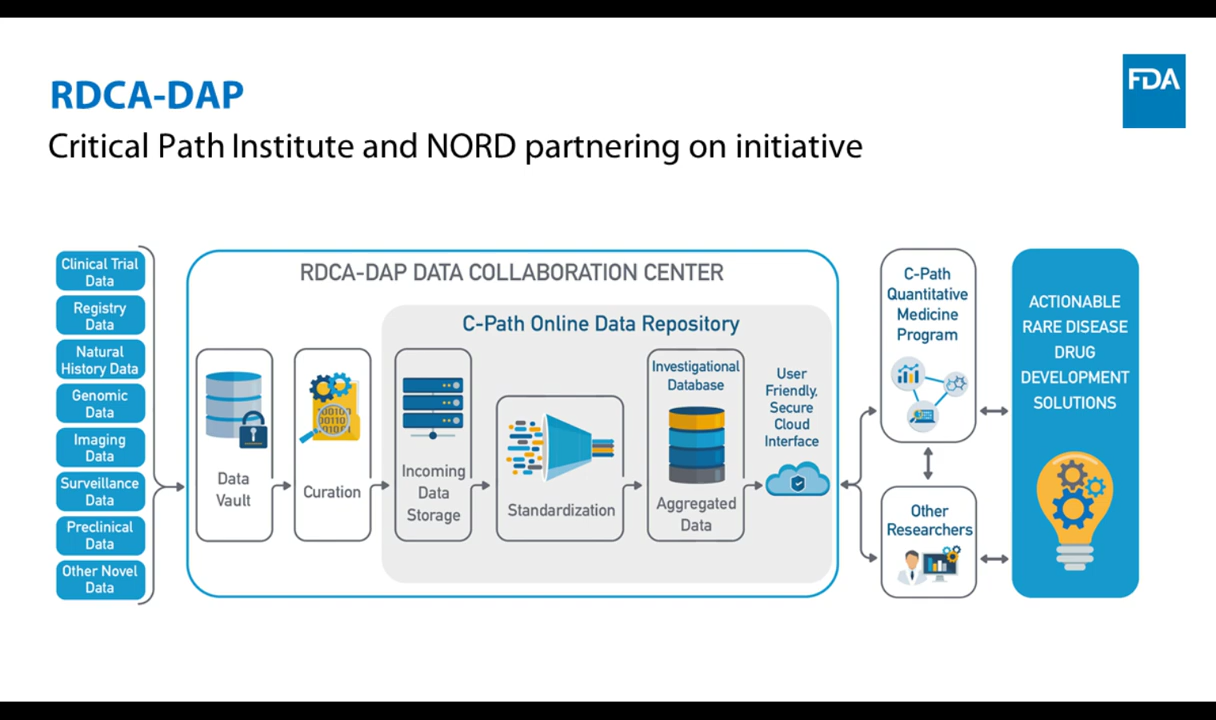 RDCA-DAP
Critical Path Institute and NORD partnering on initiative
FDA
Clinical Trial
Data
Registry
Data
Natural
History Data
Genomic
Data
Imaging
Data
Surveillance
Data
Preclinical
Data
Other Novel
Data
RDCA-DAP DATA COLLABORATION CENTER
C-Path Online Data Repository
Data
Vault
Curation
00100
00110
01010
Incoming
Data
Storage
Standardization
Investigational
Database
Aggregated
Data
User
Friendly,
Secure
Cloud
Interface
C-Path
Quantitative
Medicine
Program
Other
Researchers
ACTIONABLE
RARE DISEASE
DRUG
DEVELOPMENT
SOLUTIONS